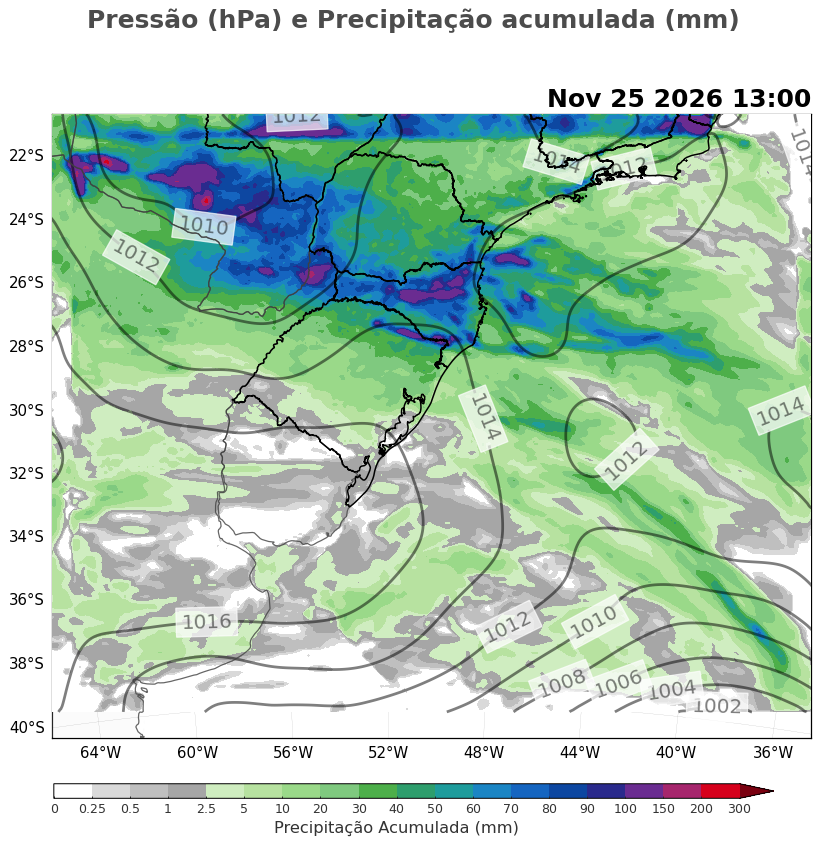 Pressão (hPa) e Precipitação acumulada (mm)
Nov 25 2026 13:00
1012
1014
1012
1014
1010
1012
1014
1014
1012
1016
1012
1010
1008
1006
1004
1002
22°S
24°S
26°S
28°S
30°S
32°S
34°S
36°S
38°S
40°S
64°W 60°W 56°W 52°W 48°W 44°W 40°W 36°W
0 0.25 0.5 1 2.5 5 10 20 30 40 50 60 70 80 90 100 150 200 300
Precipitação Acumulada (mm)